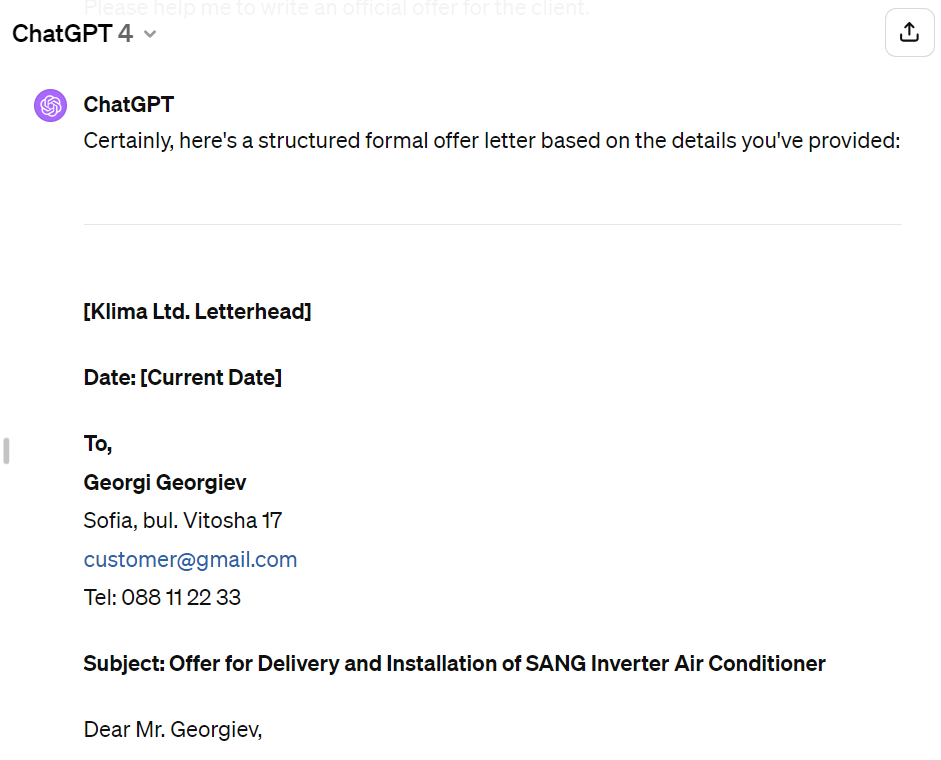 Please help me to write an official offer for the client.
ChatGPT 4
ChatGPT
Certainly, here's a structured formal offer letter based on the details you've provided:
[Klima Ltd. Letterhead]
Date: [Current Date]
To,
Georgi Georgiev
Sofia, bul. Vitosha 17
customer@gmail.com
Tel: 088 11 22 33
Subject: Offer for Delivery and Installation of SANG Inverter Air Conditioner
Dear Mr. Georgiev,